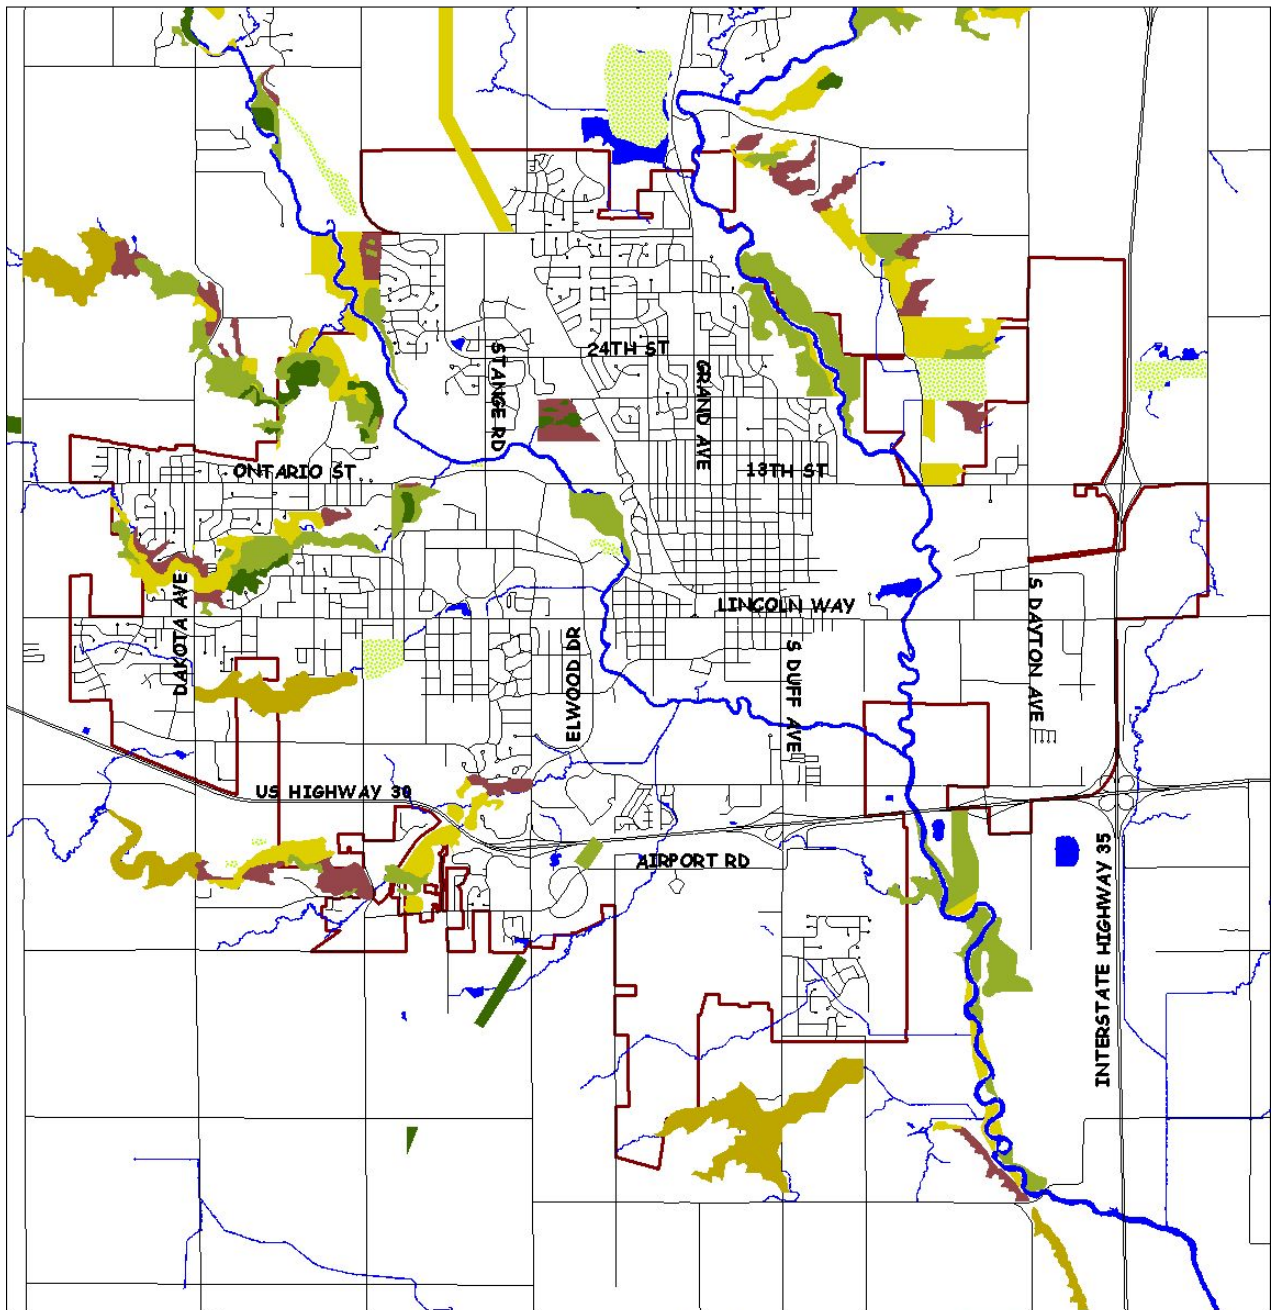 24TH ST
STANGE RD
GRAND AVE
ONTARIO ST
13TH ST
DAKOTA AVE
LINCOLN WAY
S DAYTON AVE
ELWOOD DR
S DUFF AVE
US HIGHWAY 30
AIRPORT RD
INTERSTATE HIGHWAY 35